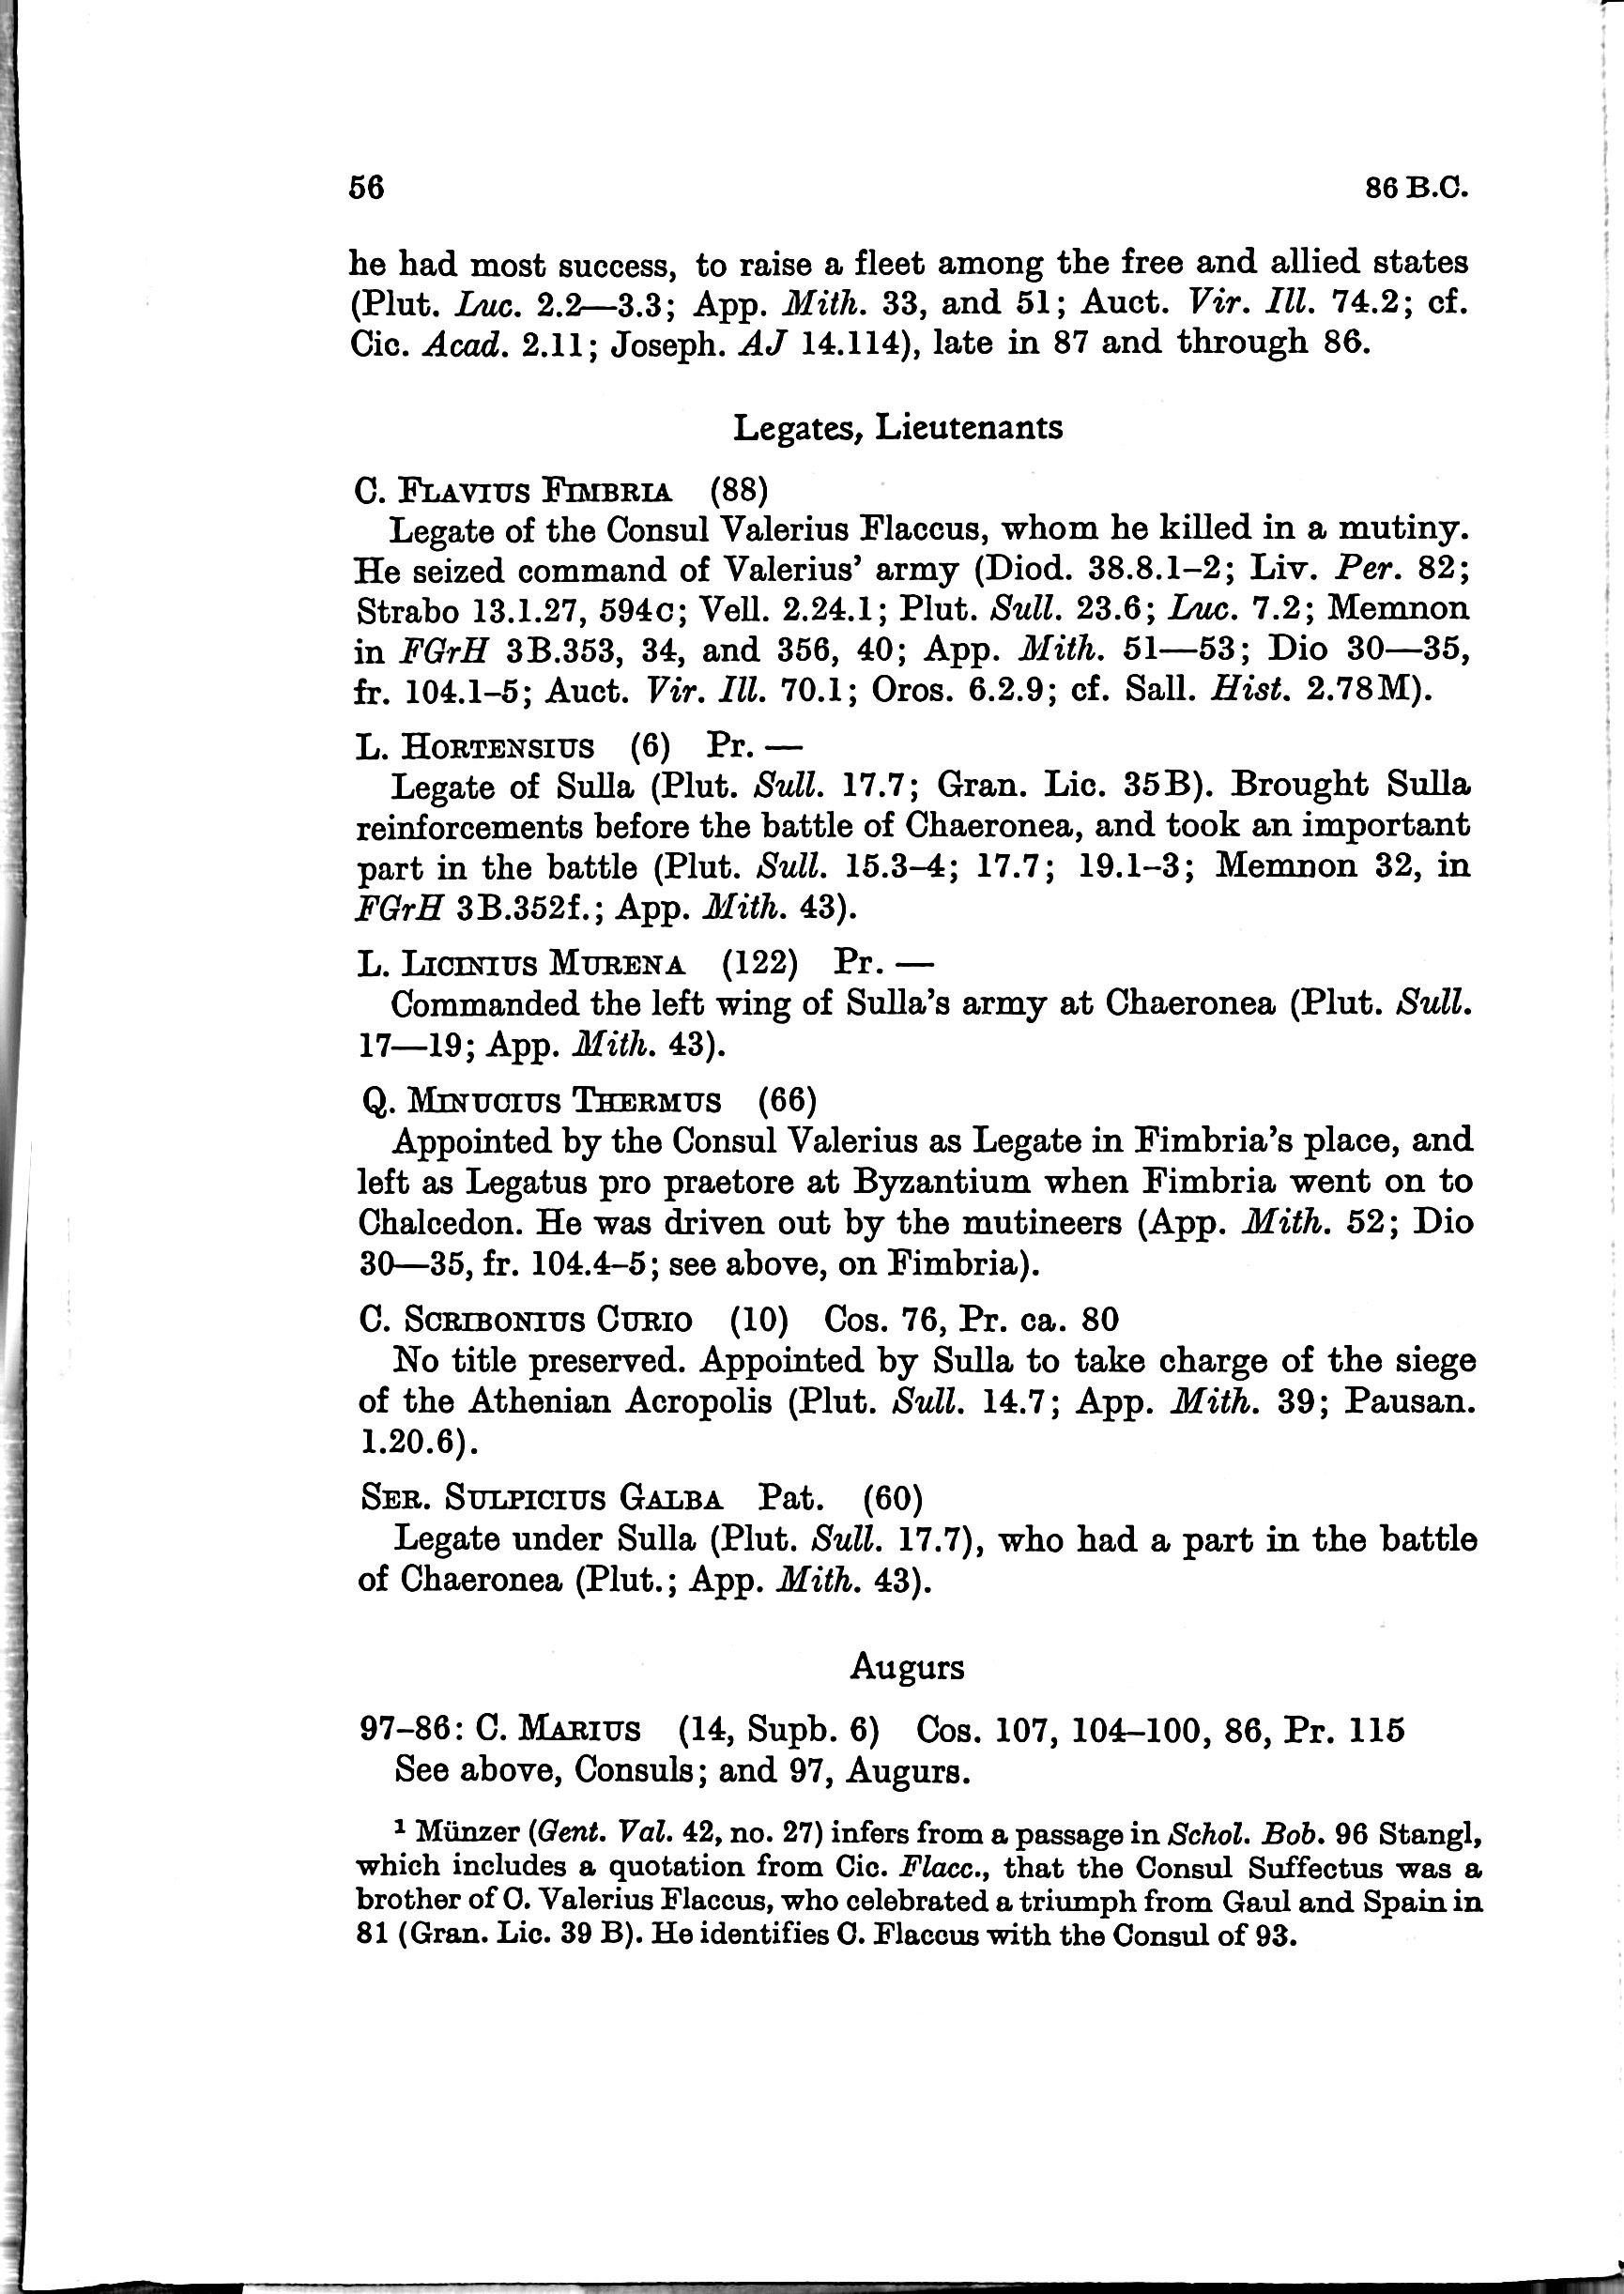 56 86 B.C.
he had most success, to raise a fleet among the free and allied states
(Plut. Luc. 2.2—3.3; App. Mith. 33, and 51; Auct. Vir. Ill. 74.2; cf.
Cic. Acad. 2.11; Joseph. AJ 14.114), late in 87 and through 86.
Legates, Lieutenants
C. FLAVIUS FIMBRIA (88)
Legate of the Consul Valerius Flaccus, whom he killed in a mutiny.
He seized command of Valerius’ army (Diod. 38.8.1–2; Liv. Per. 82;
Strabo 13.1.27, 594c; Vell. 2.24.1; Plut. Sull. 23.6; Luc. 7.2; Memnon
in FGrH 3B.353, 34, and 356, 40; App. Mith. 51—53; Dio 30—35,
fr. 104.1–5; Auct. Vir. Ill. 70.1; Oros. 6.2.9; cf. Sall. Hist. 2.78M).
L. HORTENSIUS (6) Pr. —
Legate of Sulla (Plut. Sull. 17.7; Gran. Lic. 35B). Brought Sulla
reinforcements before the battle of Chaeronea, and took an important
part in the battle (Plut. Sull. 15.3–4; 17.7; 19.1–3; Memnon 32, in
FGrH 3B.352f.; App. Mith. 43).
L. LICINIUS MURENA (122) Pr. —
Commanded the left wing of Sulla’s army at Chaeronea (Plut. Sull.
17—19; App. Mith. 43).
Q. MINUCIUS THERMUS (66)
Appointed by the Consul Valerius as Legate in Fimbria’s place, and
left as Legatus pro praetore at Byzantium when Fimbria went on to
Chalcedon. He was driven out by the mutineers (App. Mith. 52; Dio
30—35, fr. 104.4–5; see above, on Fimbria).
C. SCRIBONIUS CURIO (10) Cos. 76, Pr. ca. 80
No title preserved. Appointed by Sulla to take charge of the siege
of the Athenian Acropolis (Plut. Sull. 14.7; App. Mith. 39; Pausan.
1.20.6).
SER. SULPICIUS GALBA Pat. (60)
Legate under Sulla (Plut. Sull. 17.7), who had a part in the battle
of Chaeronea (Plut.; App. Mith. 43).
Augurs
97–86: C. MARIUS (14, Supb. 6) Cos. 107, 104–100, 86, Pr. 115
See above, Consuls; and 97, Augurs.
¹ Münzer (Gent. Val. 42, no. 27) infers from a passage in Schol. Bob. 96 Stangl,
which includes a quotation from Cic. Flacc., that the Consul Suffectus was a
brother of C. Valerius Flaccus, who celebrated a triumph from Gaul and Spain in
81 (Gran. Lic. 39 B). He identifies C. Flaccus with the Consul of 93.